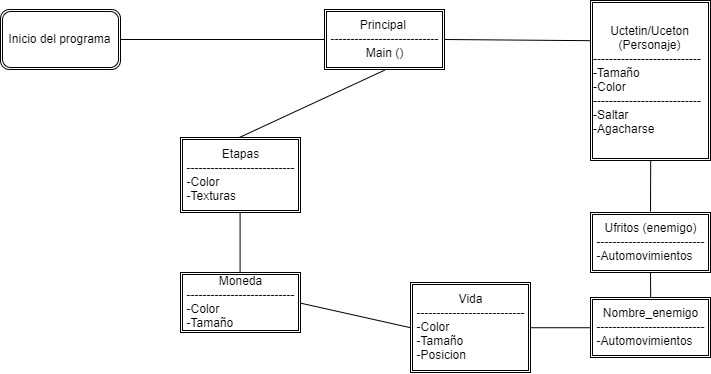 Inicio del programa
Principal
------------------------------
Main ()
Uctetin/Uceton
(Personaje)
------------------------------
-Tamaño
-Color
------------------------------
-Saltar
-Agacharse
Etapas
------------------------------
-Color
-Texturas
Ufritos (enemigo)
------------------------------
-Automovimientos
Moneda
------------------------------
-Color
-Tamaño
Vida
------------------------------
-Color
-Tamaño
-Posicion
Nombre_enemigo
------------------------------
-Automovimientos